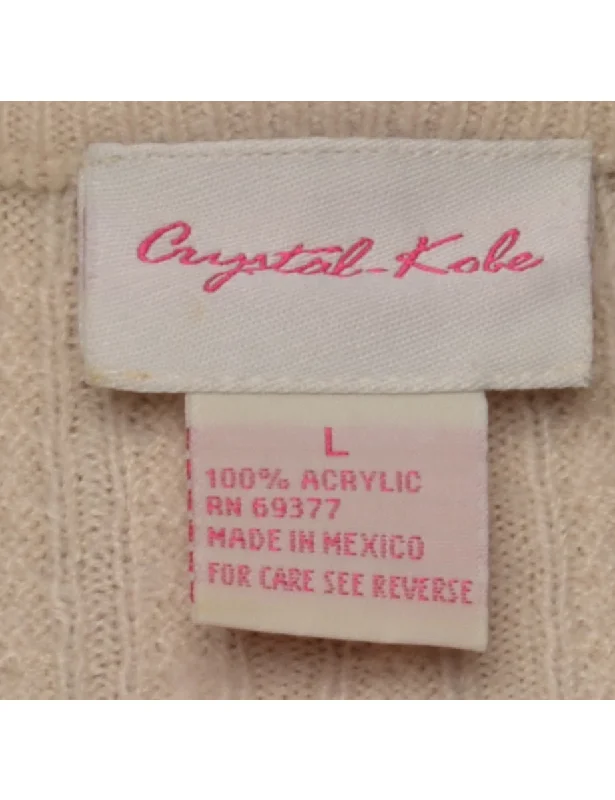 Crystal-Kobe
L
100% ACRYLIC
RN 69377
MADE IN MEXICO
FOR CARE SEE REVERSE